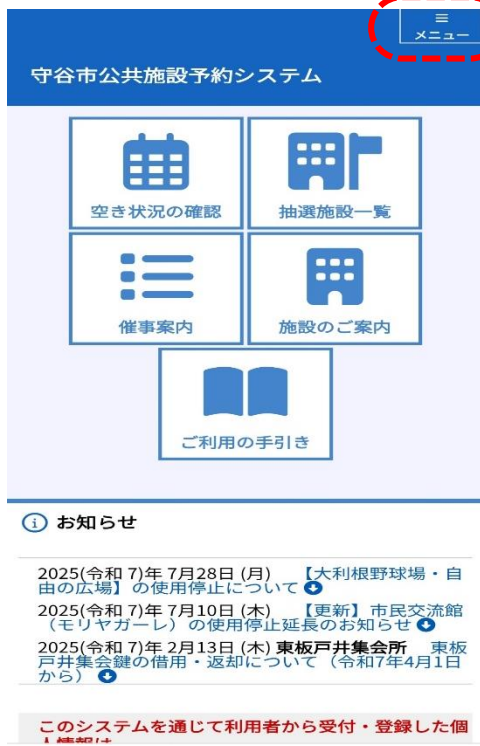 メニュー
守谷市公共施設予約システム
空き状況の確認
抽選施設一覧
催事案内
施設のご案内
ご利用の手引き
お知らせ
2025(令和 7)年 7月28日 (月) 【大利根野球場・自
由の広場】の使用停止について
2025(令和 7)年 7月10日 (木) 【更新】市民交流館
（モリヤガーレ）の使用停止延長のお知らせ
2025(令和 7)年 2月13日 (木) 東板戸井集会所 東板
戸井集会鍵の借用・返却について（令和7年4月1日
から）
このシステムを通じて利用者から受付・登録した個
人情報は